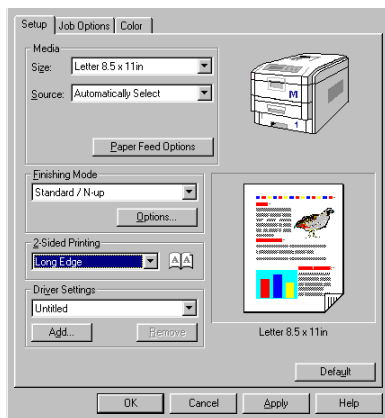 Setup Job Options Color
Media
Size: Letter 8.5 x 11in
Source: Automatically Select
Paper Feed Options
M
1
Finishing Mode
Standard / N-up
Options...
2-Sided Printing
Long Edge
A A
Driver Settings
Untitled
Add... Remove
Letter 8.5 x 11in
Default
OK Cancel Apply Help